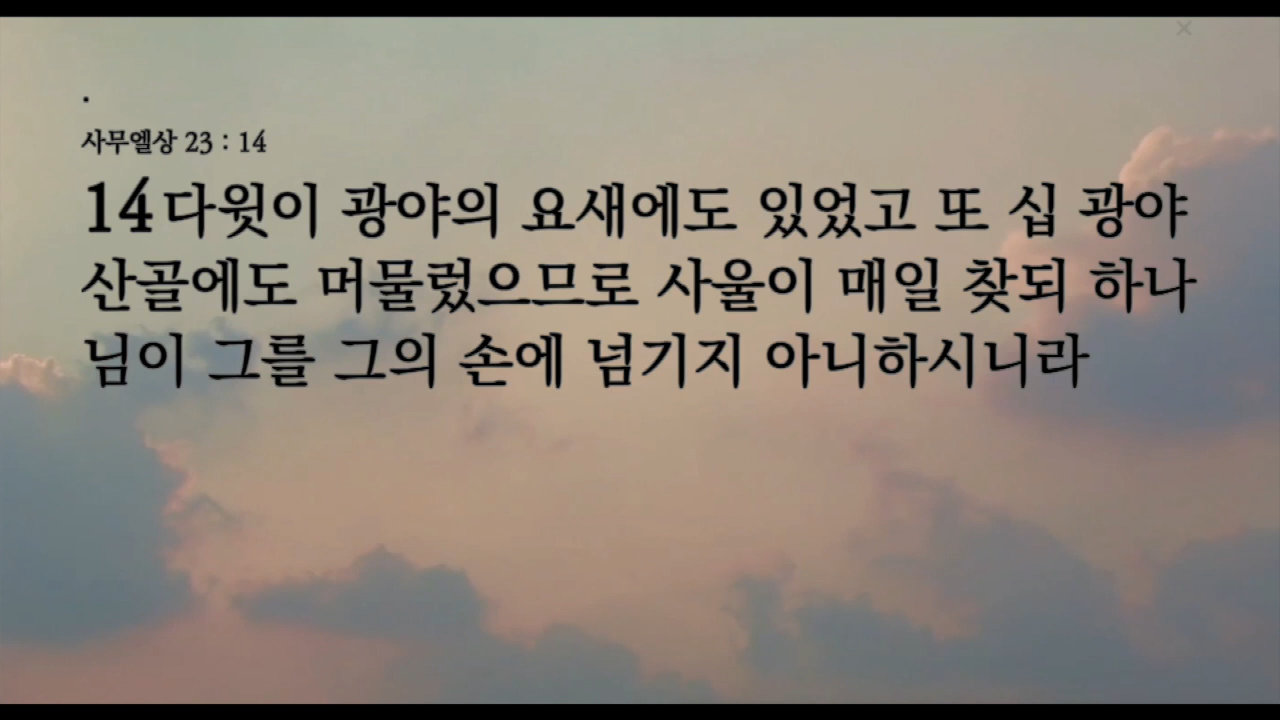 사무엘상 23 : 14
14 다윗이 광야의 요새에도 있었고 또 십 광야
산골에도 머물렀으므로 사울이 매일 찾되 하나
님이 그를 그의 손에 넘기지 아니하시니라